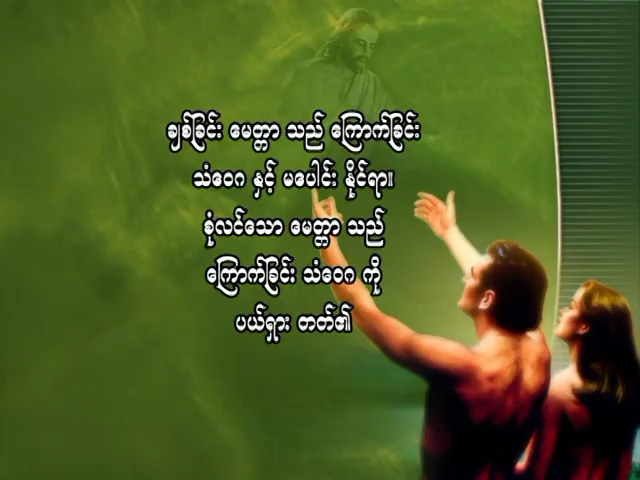 ချစ်ခြင်း မေတ္တာ သည် ကြောက်ခြင်း
သံဝေဂ နှင့် မပေါင်း နိုင်ရာ။
စုံလင်သော မေတ္တာ သည်
ကြောက်ခြင်း သံဝေဂ ကို
ပယ်ရှား တတ်၏